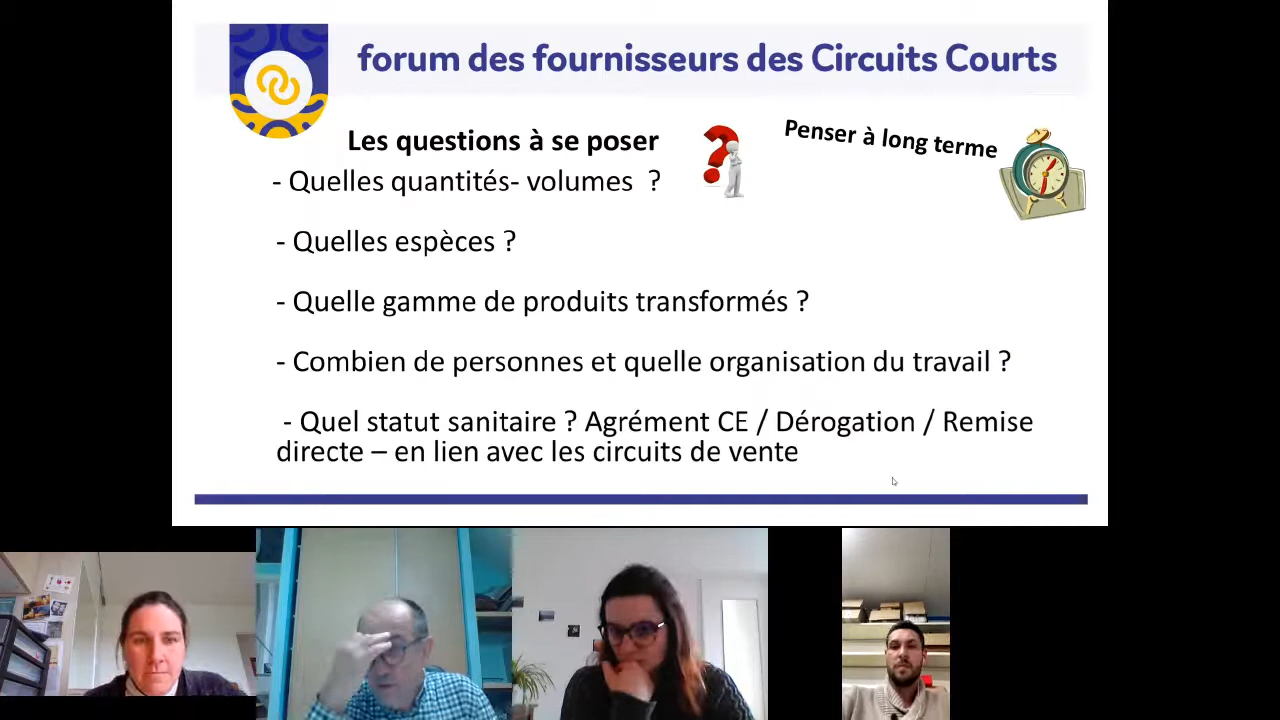 forum des fournisseurs des Circuits Courts
Les questions à se poser
Penser à long terme
- Quelles quantités- volumes ?
- Quelles espèces ?
- Quelle gamme de produits transformés ?
- Combien de personnes et quelle organisation du travail ?
- Quel statut sanitaire ? Agrément CE / Dérogation / Remise
directe – en lien avec les circuits de vente